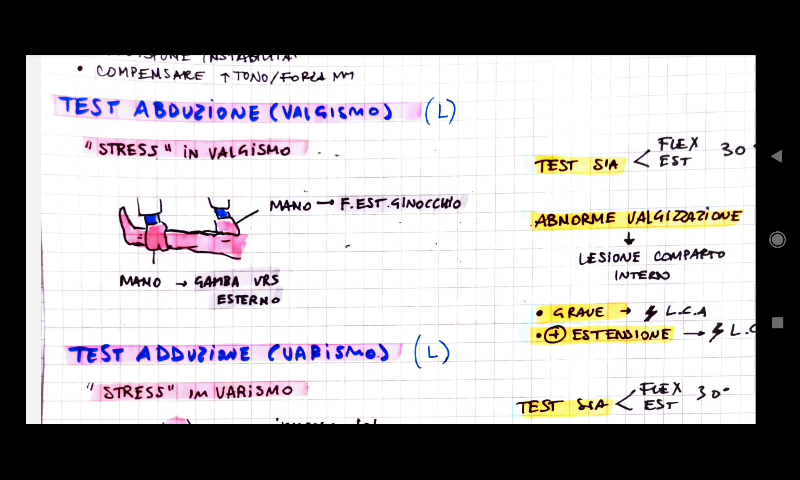 • COMPENSARE ↑ TONO/FORZA MM
TEST ABDUZIONE (VALGISMO) (L)
"STRESS" IN VALGISMO
TEST SIA < FLEX 30°
EST
MANO → F.EST.GINOCCHIO
ABNORME VALGIZZAZIONE
↓
LESIONE COMPARTO
INTERNO
MANO → GAMBA VRS
ESTERNO
• GRAVE → ⚡ L.C.A
• (+) ESTENSIONE → ⚡ L.C
TEST ADDUZIONE (VARISMO) (L)
"STRESS" IN VARISMO
TEST SIA < FLEX 30°
EST